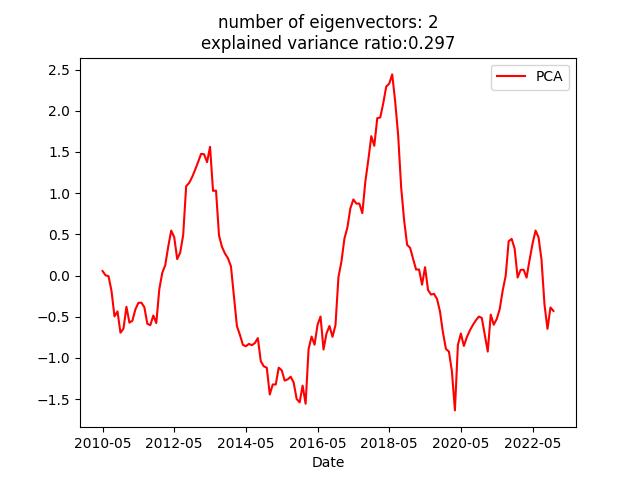 number of eigenvectors: 2
explained variance ratio:0.297
PCA
2.5
2.0
1.5
1.0
0.5
0.0
−0.5
−1.0
−1.5
2010-05 2012-05 2014-05 2016-05 2018-05 2020-05 2022-05
Date